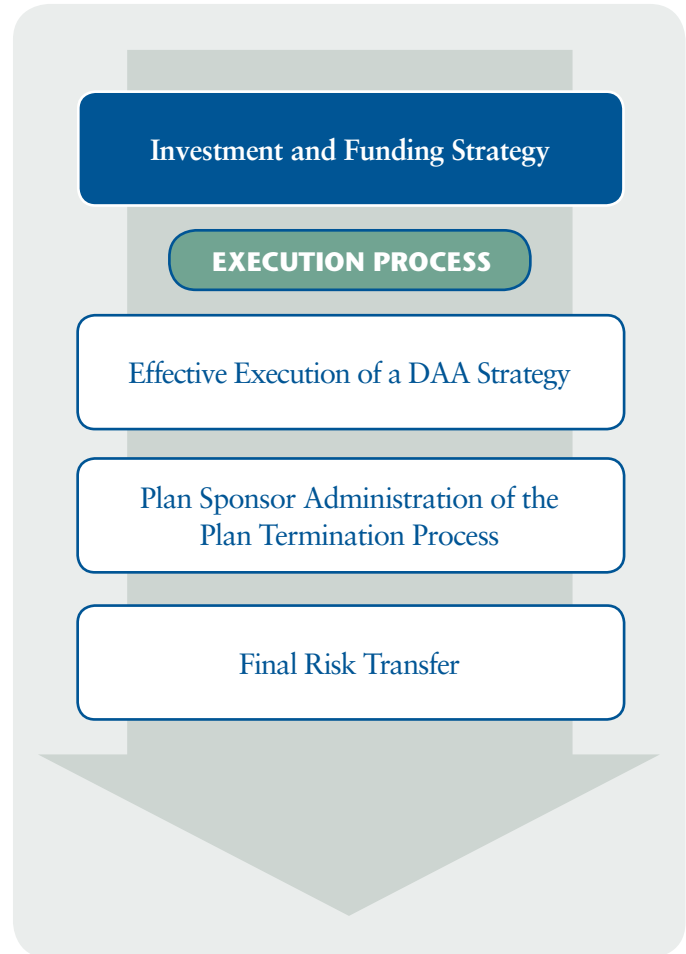 Investment and Funding Strategy
EXECUTION PROCESS
Effective Execution of a DAA Strategy
Plan Sponsor Administration of the
Plan Termination Process
Final Risk Transfer